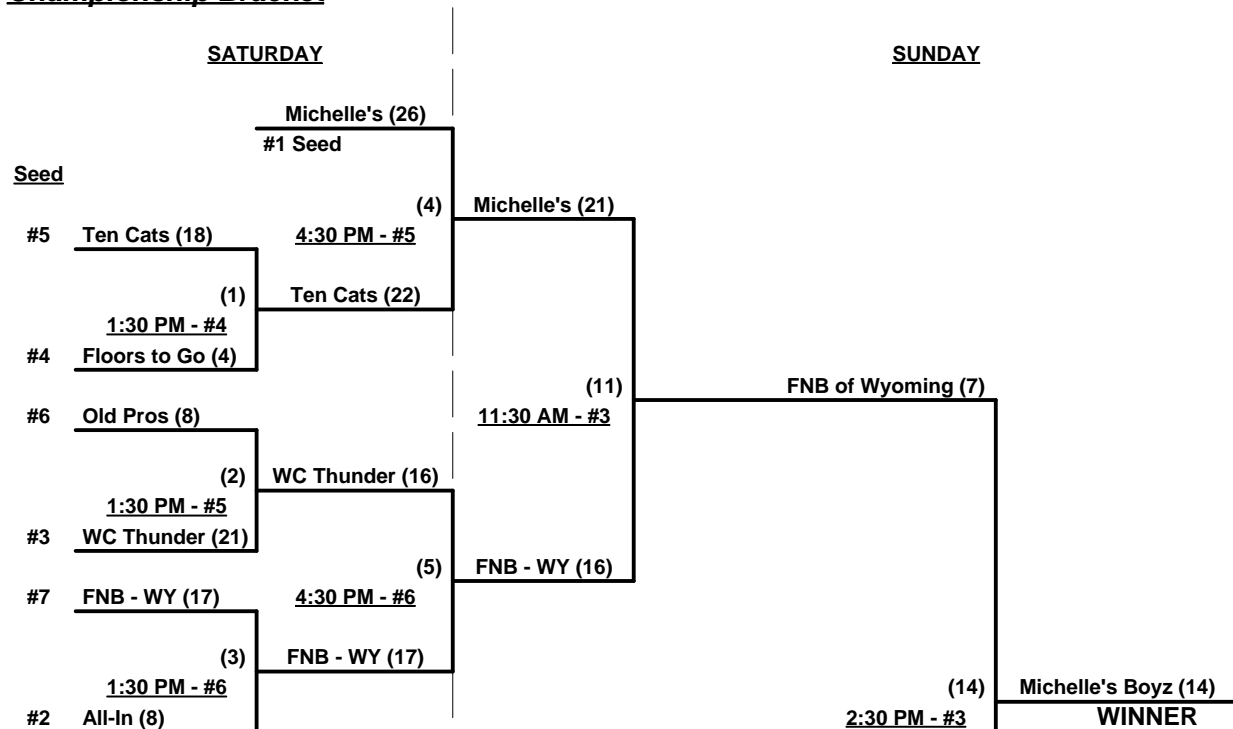 Championship Bracket
SATURDAY
SUNDAY
Michelle's (26)
#1 Seed
Seed
(4)
Michelle's (21)
#5 Ten Cats (18)
4:30 PM - #5
(1)
Ten Cats (22)
1:30 PM - #4
#4 Floors to Go (4)
(11)
FNB of Wyoming (7)
#6 Old Pros (8)
11:30 AM - #3
(2)
WC Thunder (16)
1:30 PM - #5
#3 WC Thunder (21)
(5)
FNB - WY (16)
#7 FNB - WY (17)
4:30 PM - #6
(3)
FNB - WY (17)
1:30 PM - #6
(14)
Michelle's Boyz (14)
#2 All-In (8)
2:30 PM - #3
WINNER